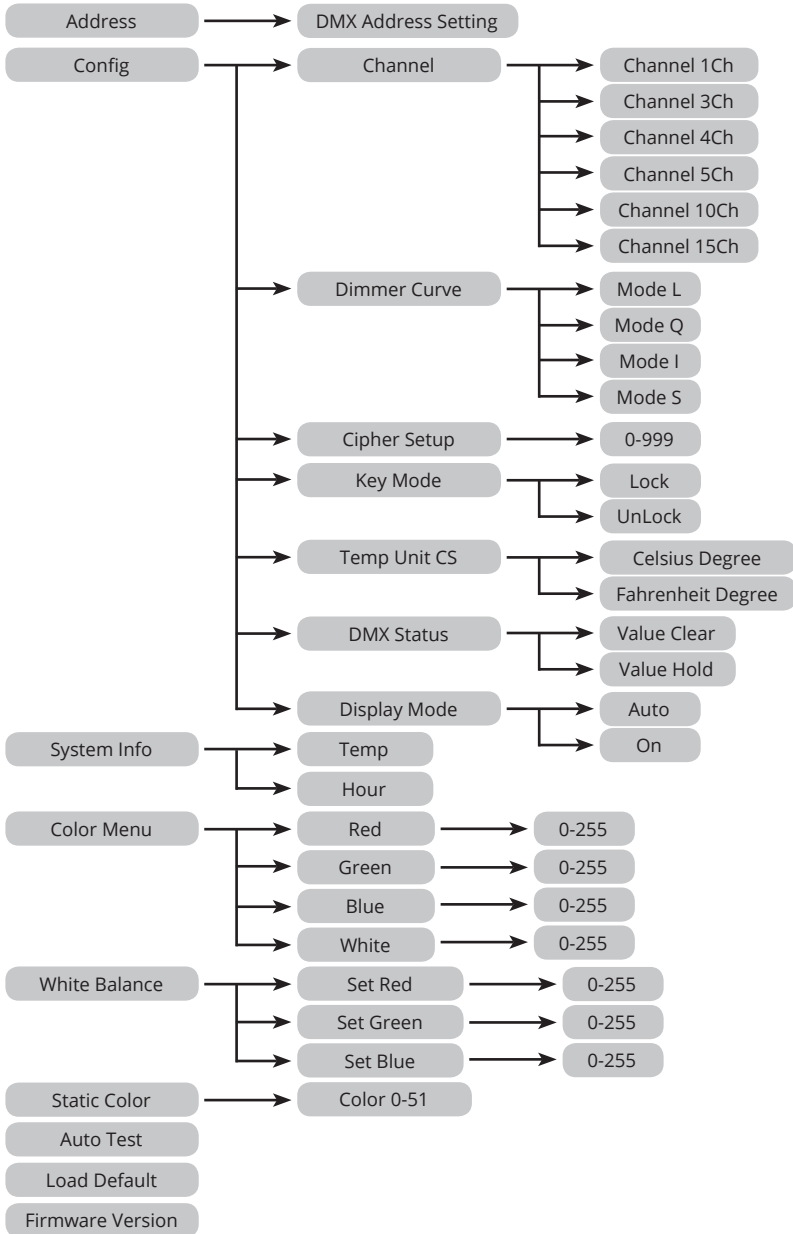 Address
DMX Address Setting
Config
Channel
Channel 1Ch
Channel 3Ch
Channel 4Ch
Channel 5Ch
Channel 10Ch
Channel 15Ch
Dimmer Curve
Mode L
Mode Q
Mode I
Mode S
Cipher Setup
0-999
Key Mode
Lock
UnLock
Temp Unit CS
Celsius Degree
Fahrenheit Degree
DMX Status
Value Clear
Value Hold
Display Mode
Auto
On
System Info
Temp
Hour
Color Menu
Red
0-255
Green
0-255
Blue
0-255
White
0-255
White Balance
Set Red
0-255
Set Green
0-255
Set Blue
0-255
Static Color
Color 0-51
Auto Test
Load Default
Firmware Version